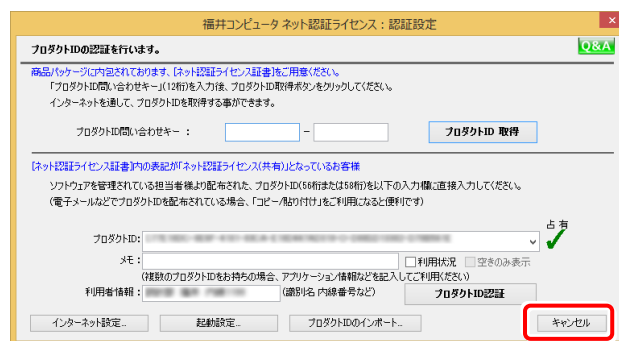 福井コンピュータ ネット認証ライセンス：認証設定
×
プロダクトIDの認証を行います。
Q&A
商品パッケージに内包されております、[ネット認証ライセンス証書]をご用意ください。
「プロダクトID問い合わせキー」(12桁)を入力後、プロダクトID取得ボタンをクリックしてください。
インターネットを通して、プロダクトIDを取得する事ができます。
プロダクトID問い合わせキー ： － プロダクトID 取得
[ネット認証ライセンス証書]内の表記が「ネット認証ライセンス(共有)」となっているお客様
ソフトウェアを管理されている担当者様より配布された、プロダクトID(56桁または58桁)を以下の入力欄に直接入力してください。
(電子メールなどでプロダクトIDを配布されている場合、「コピー/貼り付け」をご利用になると便利です)
占有
プロダクトID:
メモ： 利用状況 空きのみ表示
(複数のプロダクトIDをお持ちの場合、アプリケーション情報などを記入してご利用ください)
利用者情報： (識別名 内線番号など) プロダクトID認証
インターネット設定... 起動設定... プロダクトIDのインポート... キャンセル